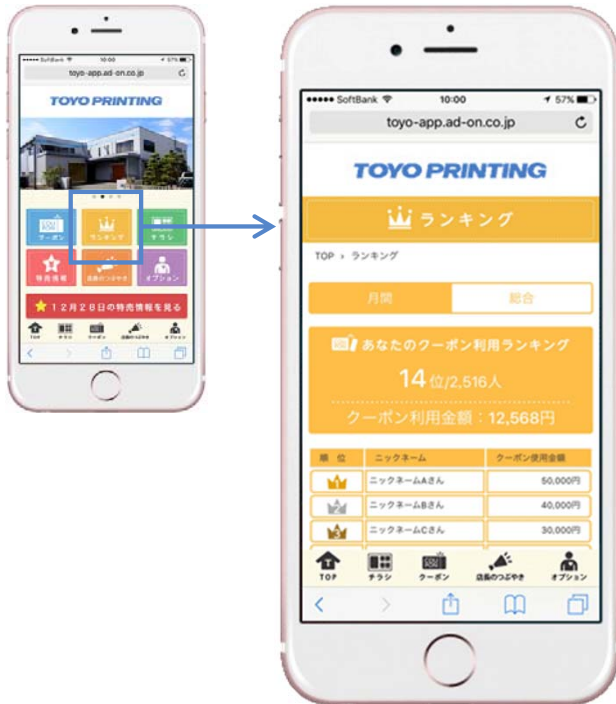 ●●●●● SoftBank 10:00 57%
toyo-app.ad-on.co.jp
TOYO PRINTING
クーポン ランキング チラシ
特売情報 店長のつぶやき オプション
12月28日の特売情報を見る
TOP チラシ クーポン 店長のつぶやき オプション
●●●●● SoftBank 10:00 57%
toyo-app.ad-on.co.jp
TOYO PRINTING
ランキング
TOP › ランキング
月間 総合
あなたのクーポン利用ランキング
14位/2,516人
クーポン利用金額：12,568円
順 位 ニックネーム クーポン使用金額
1 ニックネームAさん 50,000円
2 ニックネームBさん 40,000円
3 ニックネームCさん 30,000円
TOP チラシ クーポン 店長のつぶやき オプション